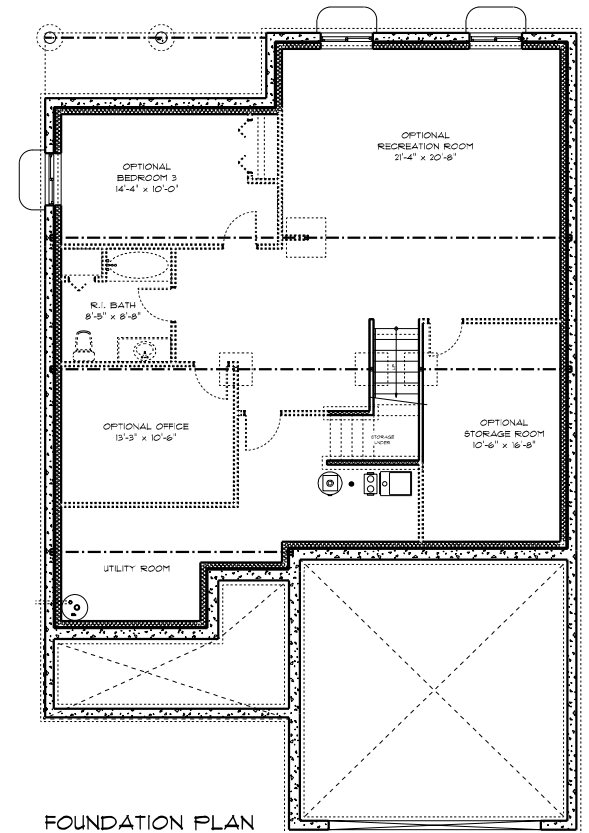 OPTIONAL
RECREATION ROOM
21'-4" x 20'-8"
OPTIONAL
BEDROOM 3
14'-4" x 10'-0"
R.I. BATH
8'-5" x 8'-8"
OPTIONAL OFFICE
13'-3" x 10'-6"
OPTIONAL
STORAGE ROOM
10'-6" x 16'-8"
STORAGE
UNDER
UTILITY ROOM
FOUNDATION PLAN